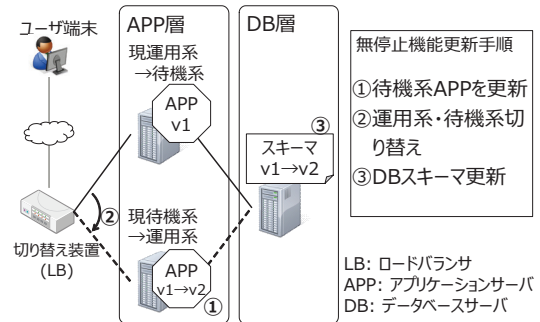 ユーザ端末
APP層
DB層
現運用系
→待機系
APP
v1
③
スキーマ
v1→v2
②
切り替え装置
(LB)
現待機系
→運用系
APP
v1→v2
①
無停止機能更新手順
①待機系APPを更新
②運用系・待機系切
り替え
③DBスキーマ更新
LB: ロードバランサ
APP: アプリケーションサーバ
DB: データベースサーバ